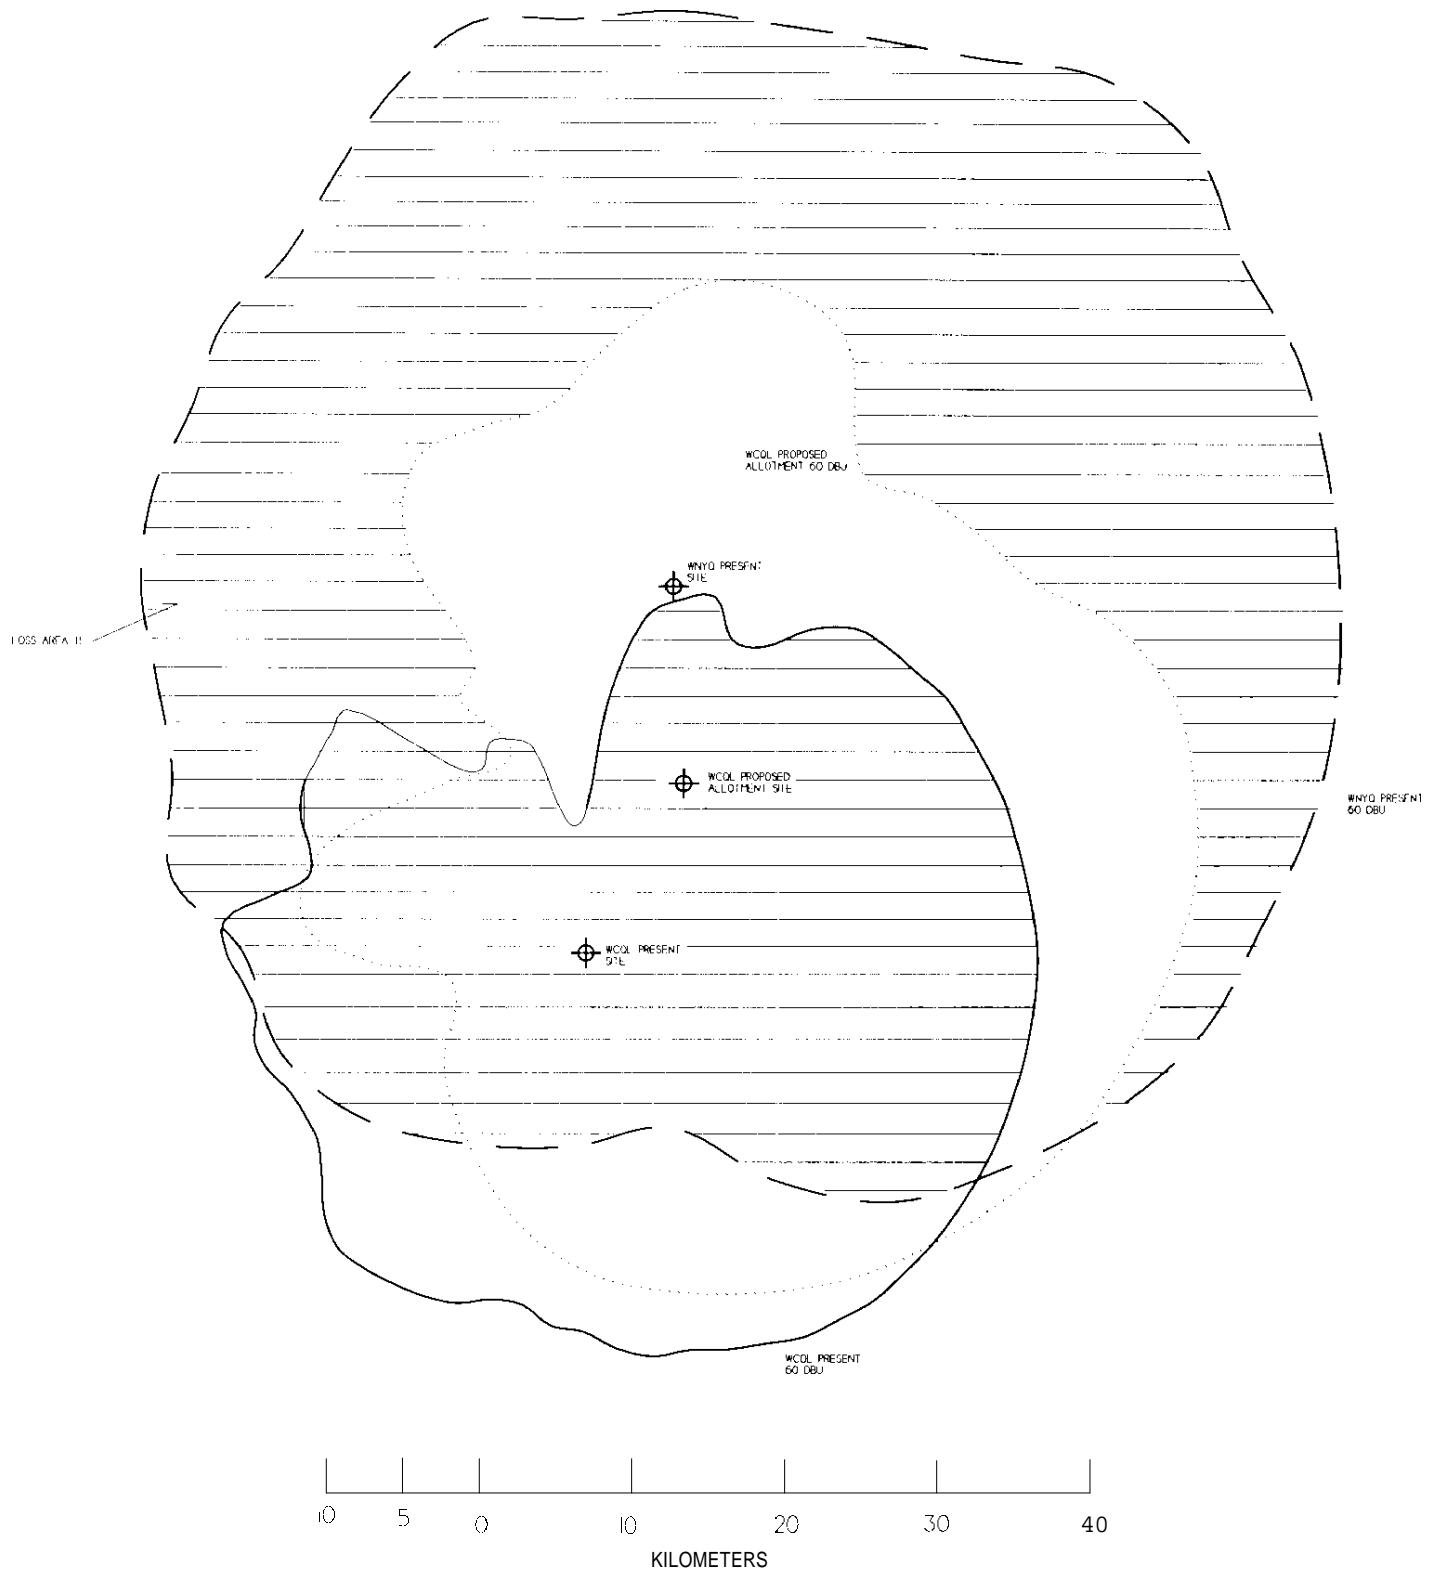 WCQL PROPOSED
ALLOTMENT 60 DBU
WNYQ PRESENT
SITE
LOSS AREA
WCQL PROPOSED
ALLOTMENT SITE
WNYQ PRESENT
60 DBU
WCQL PRESENT
SITE
WCQL PRESENT
60 DBU
10 5 0 10 20 30 40
KILOMETERS